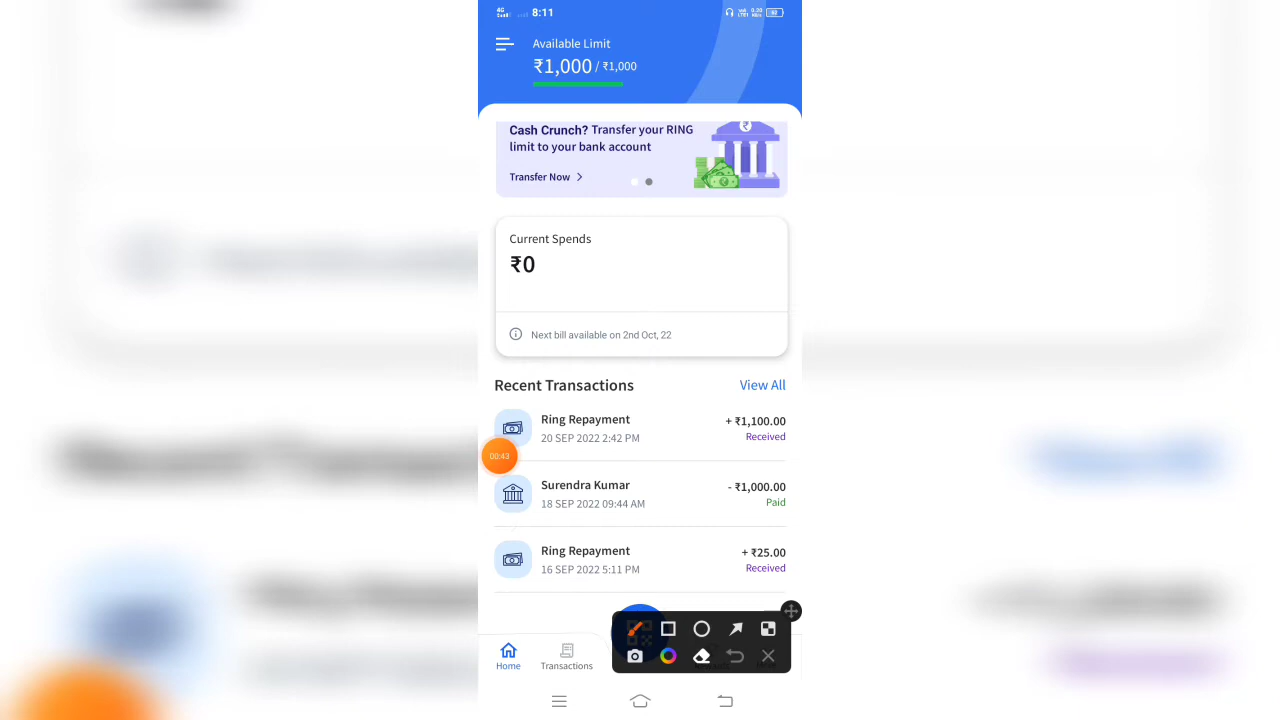 4G
8:11
62
Available Limit
₹1,000 / ₹1,000
Cash Crunch? Transfer your RING
limit to your bank account
Transfer Now
Current Spends
₹0
Next bill available on 2nd Oct, 22
Recent Transactions
View All
Ring Repayment
+ ₹1,100.00
20 SEP 2022 2:42 PM
Received
00:43
Surendra Kumar
- ₹1,000.00
18 SEP 2022 09:44 AM
Paid
Ring Repayment
+ ₹25.00
16 SEP 2022 5:11 PM
Received
Home
Transactions